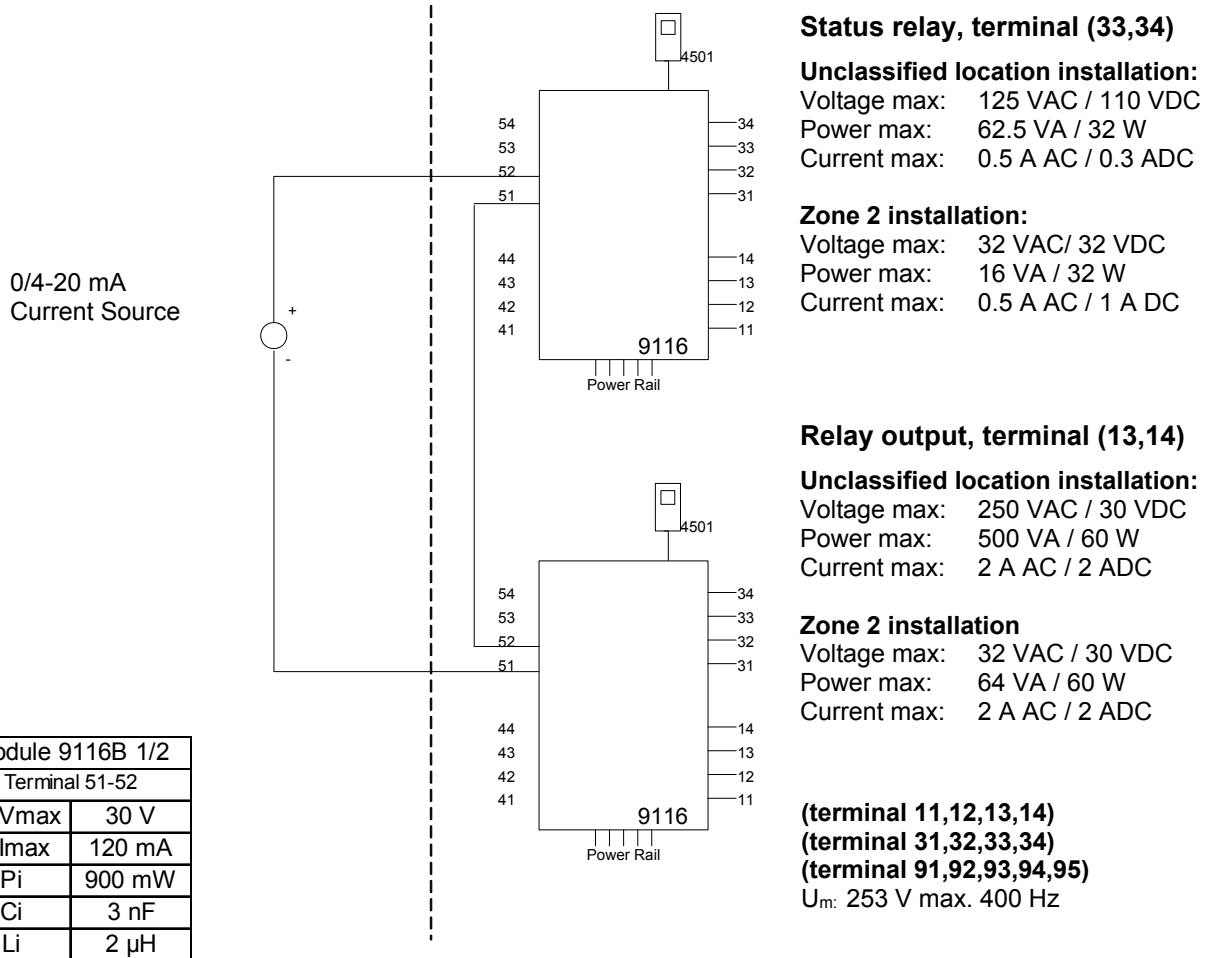 Status relay, terminal (33,34)
Unclassified location installation:
Voltage max: 125 VAC / 110 VDC
Power max: 62.5 VA / 32 W
Current max: 0.5 A AC / 0.3 ADC
Zone 2 installation:
Voltage max: 32 VAC/ 32 VDC
Power max: 16 VA / 32 W
Current max: 0.5 A AC / 1 A DC
Relay output, terminal (13,14)
Unclassified location installation:
Voltage max: 250 VAC / 30 VDC
Power max: 500 VA / 60 W
Current max: 2 A AC / 2 ADC
Zone 2 installation
Voltage max: 32 VAC / 30 VDC
Power max: 64 VA / 60 W
Current max: 2 A AC / 2 ADC
(terminal 11,12,13,14)
(terminal 31,32,33,34)
(terminal 91,92,93,94,95)
Um: 253 V max. 400 Hz
4501
54
53
52
51
44
43
42
41
34
33
32
31
14
13
12
11
9116
Power Rail
0/4-20 mA
Current Source
+
-
4501
54
53
52
51
44
43
42
41
34
33
32
31
14
13
12
11
9116
Power Rail
9116B 1/2
Terminal 51-52
Vmax 30 V
Imax 120 mA
Pi 900 mW
Ci 3 nF
Li 2 µH